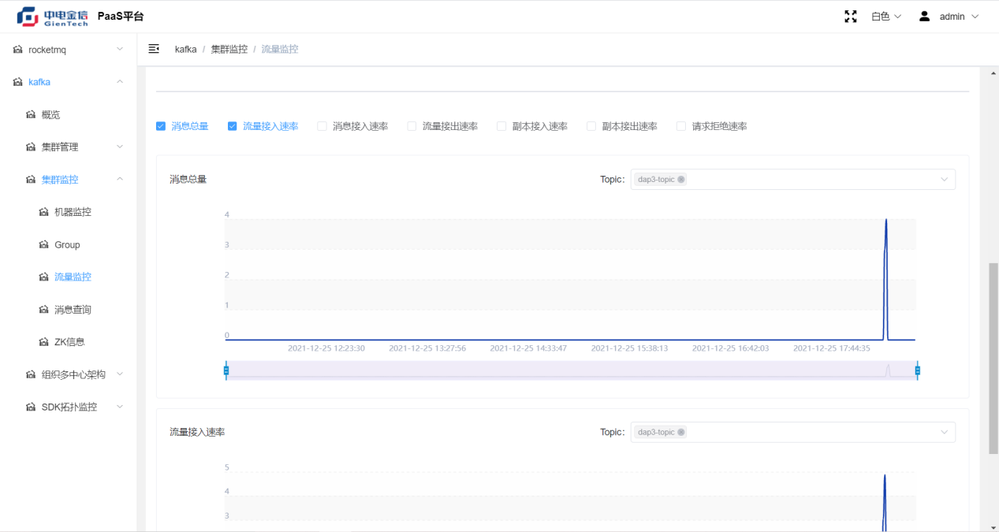 中电金信
GienTech
PaaS平台
白色
admin
rocketmq
kafka
概览
集群管理
集群监控
机器监控
Group
流量监控
消息查询
ZK信息
组织多中心架构
SDK拓扑监控
kafka / 集群监控 / 流量监控
消息总量 流量接入速率 消息接入速率 流量接出速率 副本接入速率 副本接出速率 请求拒绝速率
消息总量 Topic: dap3-topic
4
3
2
1
0
2021-12-25 12:23:30 2021-12-25 13:27:56 2021-12-25 14:33:47 2021-12-25 15:38:13 2021-12-25 16:42:03 2021-12-25 17:44:35
流量接入速率 Topic: dap3-topic
5
4
3